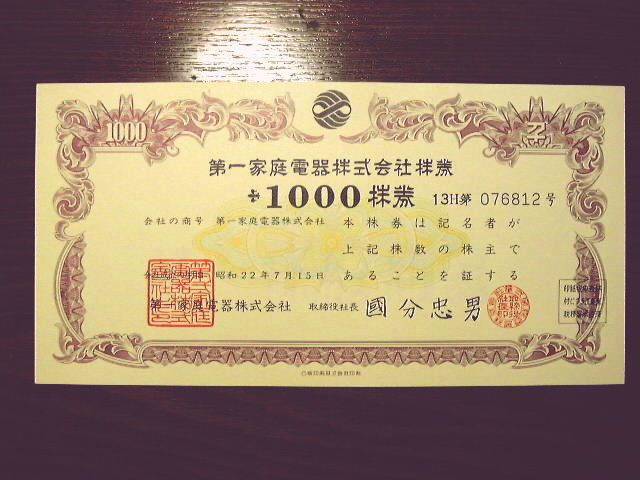 1000
第一家庭電器株式会社株券
1000株券 13H第 076812 号
会社の商号 第一家庭電器株式会社
本株券は記名者が
上記株数の株主で
昭和22年7月15日
あることを証する
第一家庭電器株式会社 取締役社長 國分忠男